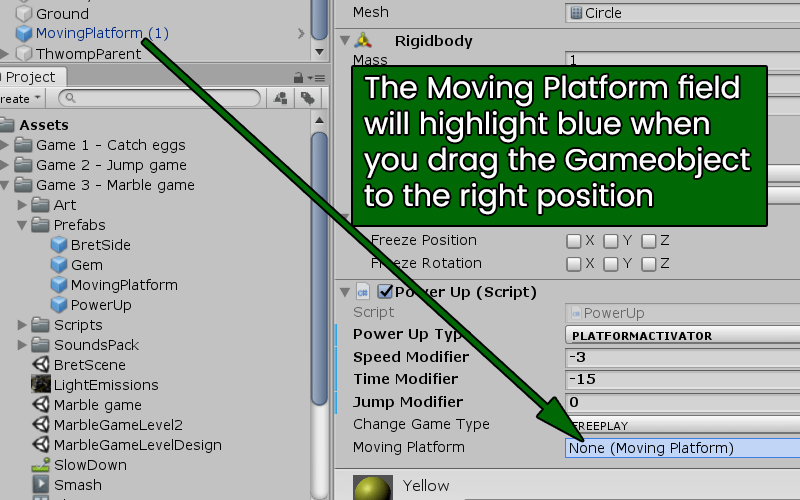 Ground
MovingPlatform (1)
ThwompParent
Project
reate
Assets
Game 1 - Catch eggs
Game 2 - Jump game
Game 3 - Marble game
Art
Prefabs
BretSide
Gem
MovingPlatform
PowerUp
Scripts
SoundsPack
BretScene
LightEmissions
Marble game
MarbleGameLevel2
MarbleGameLevelDesign
SlowDown
Smash
Mesh
Circle
Rigidbody
Mass
1
The Moving Platform field
will highlight blue when
you drag the Gameobject
to the right position
Freeze Position
X Y Z
Freeze Rotation
X Y Z
Power Up (Script)
Script
PowerUp
Power Up Type
PLATFORMACTIVATOR
Speed Modifier
-3
Time Modifier
-15
Jump Modifier
0
Change Game Type
FREEPLAY
Moving Platform
None (Moving Platform)
Yellow